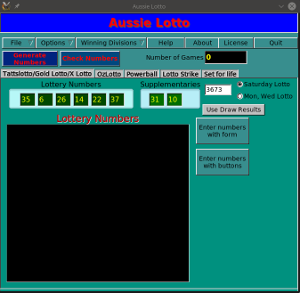 Aussie Lotto
Aussie Lotto
File Options Winning Divisions Help About License Quit
Generate Numbers Check Numbers Number of Games 0
Tattslotto/Gold Lotto/X Lotto OzLotto Powerball Lotto Strike Set for life
Lottery Numbers Supplementaries
35 6 26 14 22 37 31 10
3673
Saturday Lotto
Mon, Wed Lotto
Use Draw Results
Lottery Numbers
Enter numbers
with form
Enter numbers
with buttons